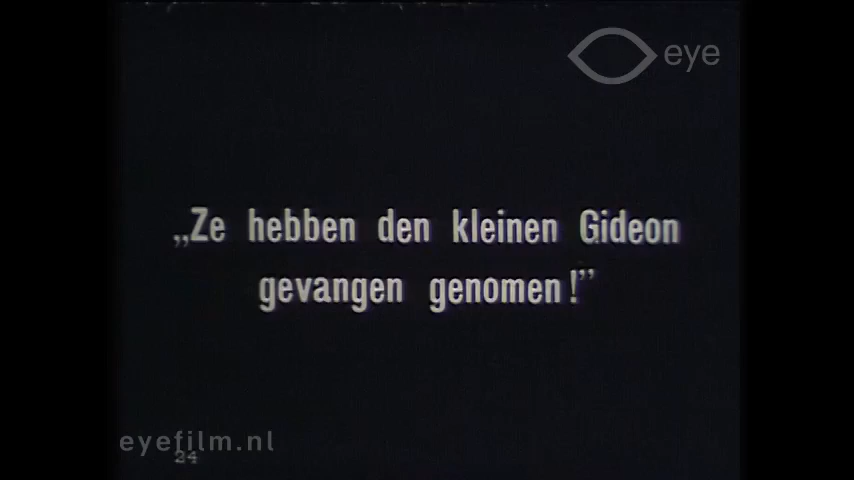 eye
„Ze hebben den kleinen Gideon
gevangen genomen!”
eyefilm.nl
24